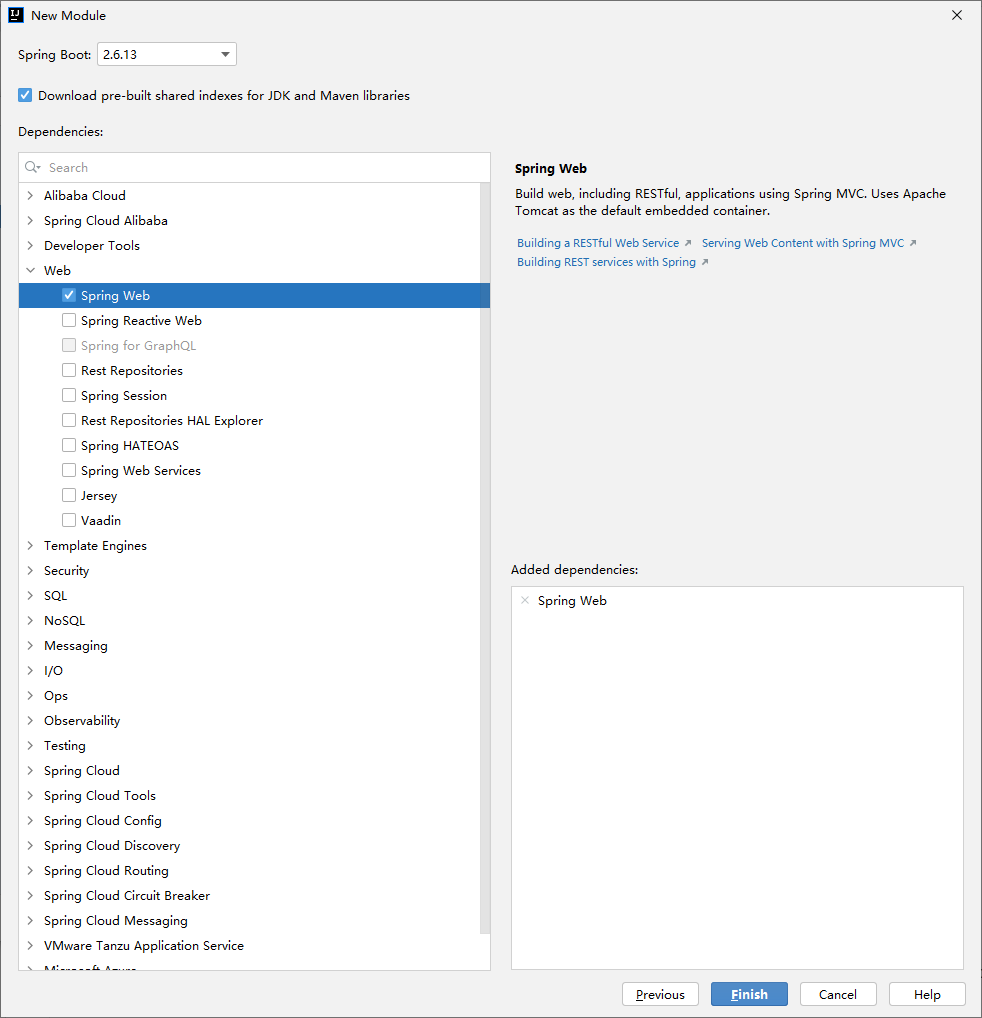 New Module
Spring Boot: 2.6.13
Download pre-built shared indexes for JDK and Maven libraries
Dependencies:
Search
Alibaba Cloud
Spring Cloud Alibaba
Developer Tools
Web
Spring Web
Spring Reactive Web
Spring for GraphQL
Rest Repositories
Spring Session
Rest Repositories HAL Explorer
Spring HATEOAS
Spring Web Services
Jersey
Vaadin
Template Engines
Security
SQL
NoSQL
Messaging
I/O
Ops
Observability
Testing
Spring Cloud
Spring Cloud Tools
Spring Cloud Config
Spring Cloud Discovery
Spring Cloud Routing
Spring Cloud Circuit Breaker
Spring Cloud Messaging
VMware Tanzu Application Service
Microsoft Azure
Spring Web
Build web, including RESTful, applications using Spring MVC. Uses Apache
Tomcat as the default embedded container.
Building a RESTful Web Service Serving Web Content with Spring MVC
Building REST services with Spring
Added dependencies:
Spring Web
Previous Finish Cancel Help